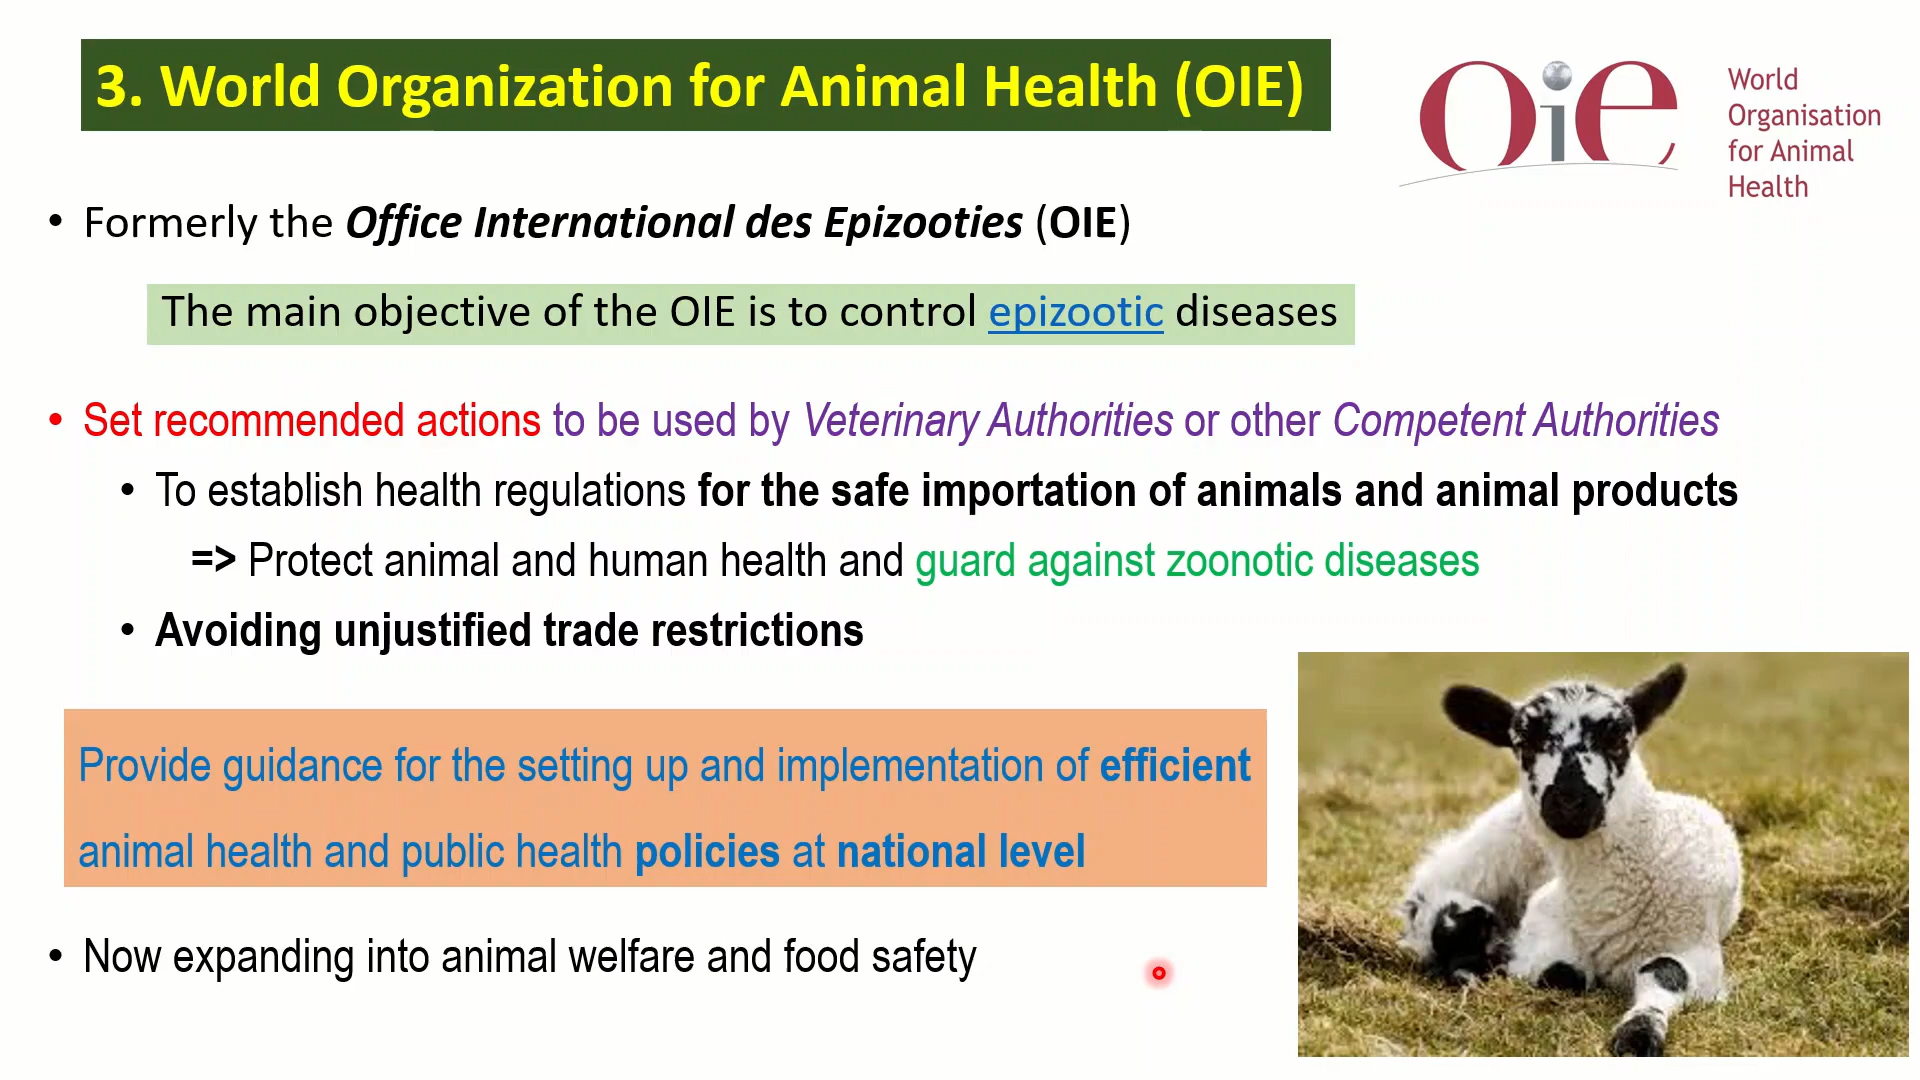 3. World Organization for Animal Health (OIE)
Oie
World
Organisation
for Animal
Health
• Formerly the Office International des Epizooties (OIE)
The main objective of the OIE is to control epizootic diseases
• Set recommended actions to be used by Veterinary Authorities or other Competent Authorities
• To establish health regulations for the safe importation of animals and animal products
=> Protect animal and human health and guard against zoonotic diseases
• Avoiding unjustified trade restrictions
Provide guidance for the setting up and implementation of efficient
animal health and public health policies at national level
• Now expanding into animal welfare and food safety